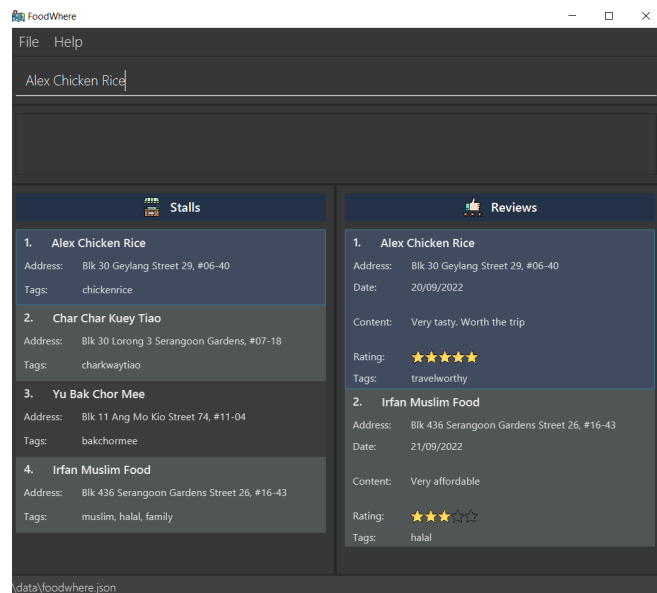 FoodWhere
File Help
Alex Chicken Rice
Stalls
1. Alex Chicken Rice
Address: Blk 30 Geylang Street 29, #06-40
Tags: chickenrice
2. Char Char Kuey Tiao
Address: Blk 30 Lorong 3 Serangoon Gardens, #07-18
Tags: charkwaytiao
3. Yu Bak Chor Mee
Address: Blk 11 Ang Mo Kio Street 74, #11-04
Tags: bakchormee
4. Irfan Muslim Food
Address: Blk 436 Serangoon Gardens Street 26, #16-43
Tags: muslim, halal, family
Reviews
1. Alex Chicken Rice
Address: Blk 30 Geylang Street 29, #06-40
Date: 20/09/2022
Content: Very tasty. Worth the trip
Rating:
Tags: travelworthy
2. Irfan Muslim Food
Address: Blk 436 Serangoon Gardens Street 26, #16-43
Date: 21/09/2022
Content: Very affordable
Rating:
Tags: halal
\data\foodwhere.json